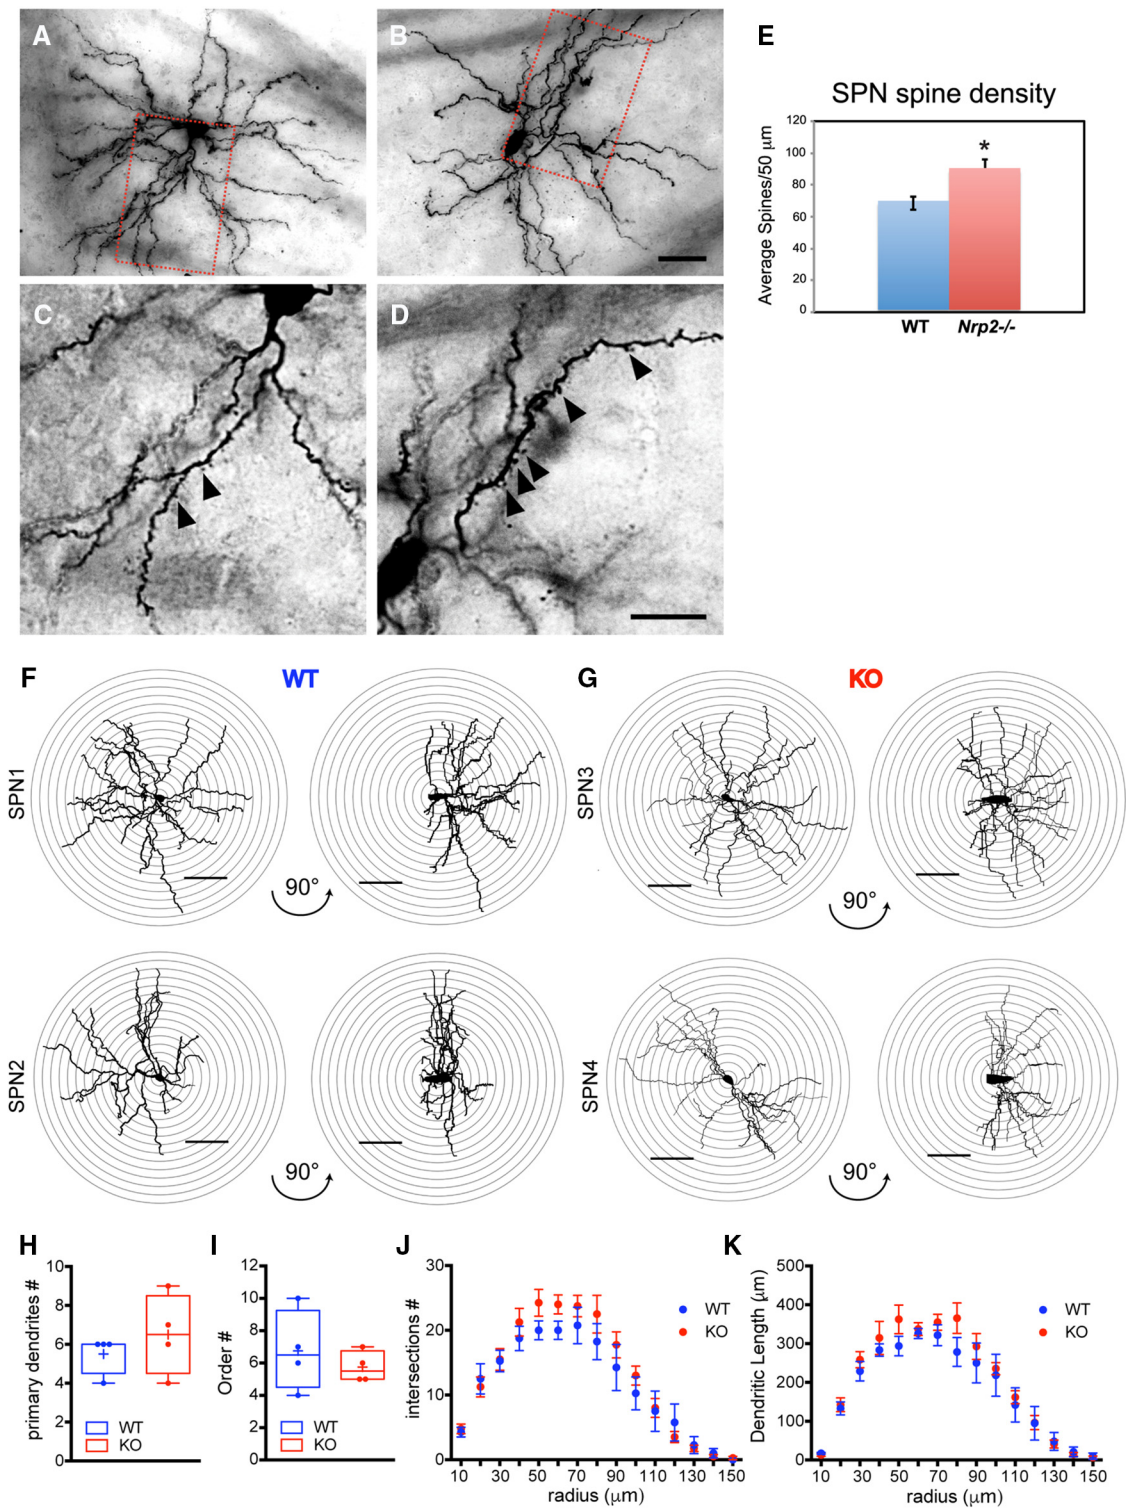 A
B
C
D
E
SPN spine density
Average Spines/50 μm
120
100
80
60
40
20
0
*
WT
Nrp2-/-
F
WT
G
KO
SPN1
90°
SPN3
90°
SPN2
90°
SPN4
90°
H
primary dendrites #
10
8
6
4
2
0
WT
KO
I
Order #
12
10
8
6
4
2
0
WT
KO
J
intersections #
30
20
10
0
WT
KO
10 30 50 70 90 110 130 150
radius (μm)
K
Dendritic Length (μm)
500
400
300
200
100
0
WT
KO
10 30 50 70 90 110 130 150
radius (μm)